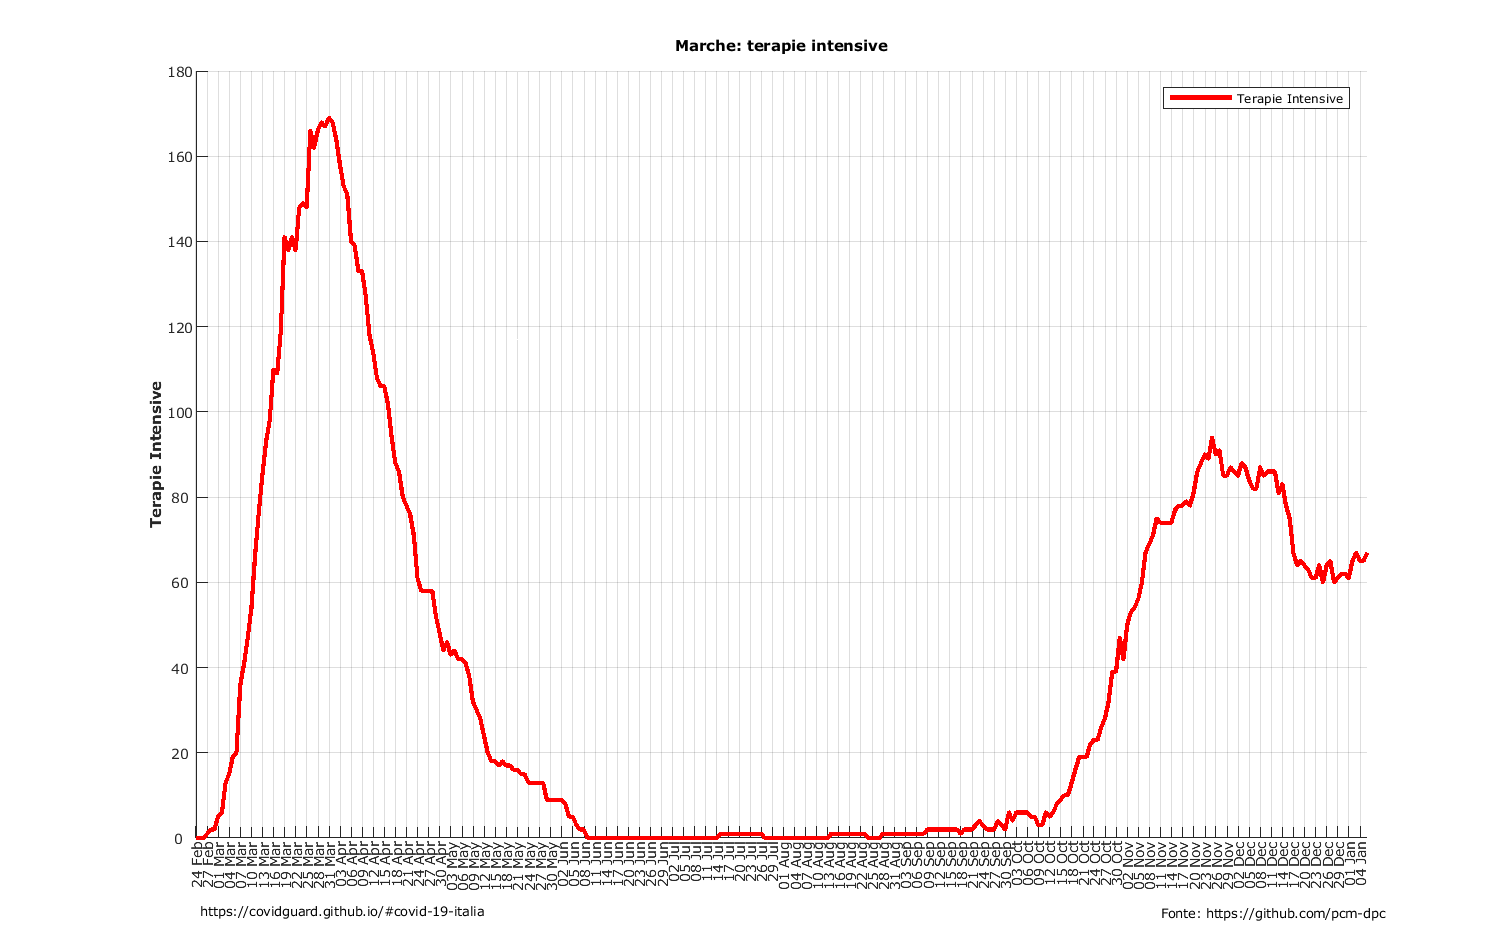 Marche: terapie intensive
Terapie Intensive
Terapie Intensive
180
160
140
120
100
80
60
40
20
0
24 Feb
27 Feb
01 Mar
04 Mar
07 Mar
10 Mar
13 Mar
16 Mar
19 Mar
22 Mar
25 Mar
28 Mar
31 Mar
03 Apr
06 Apr
09 Apr
12 Apr
15 Apr
18 Apr
21 Apr
24 Apr
27 Apr
30 Apr
03 May
06 May
09 May
12 May
15 May
18 May
21 May
24 May
27 May
30 May
02 Jun
05 Jun
08 Jun
11 Jun
14 Jun
17 Jun
20 Jun
23 Jun
26 Jun
29 Jun
02 Jul
05 Jul
08 Jul
11 Jul
14 Jul
17 Jul
20 Jul
23 Jul
26 Jul
29 Jul
01 Aug
04 Aug
07 Aug
10 Aug
13 Aug
16 Aug
19 Aug
22 Aug
25 Aug
28 Aug
31 Aug
03 Sep
06 Sep
09 Sep
12 Sep
15 Sep
18 Sep
21 Sep
24 Sep
27 Sep
30 Sep
03 Oct
06 Oct
09 Oct
12 Oct
15 Oct
18 Oct
21 Oct
24 Oct
27 Oct
30 Oct
02 Nov
05 Nov
08 Nov
11 Nov
14 Nov
17 Nov
20 Nov
23 Nov
26 Nov
29 Nov
02 Dec
05 Dec
08 Dec
11 Dec
14 Dec
17 Dec
20 Dec
23 Dec
26 Dec
29 Dec
01 Jan
04 Jan
https://covidguard.github.io/#covid-19-italia
Fonte: https://github.com/pcm-dpc